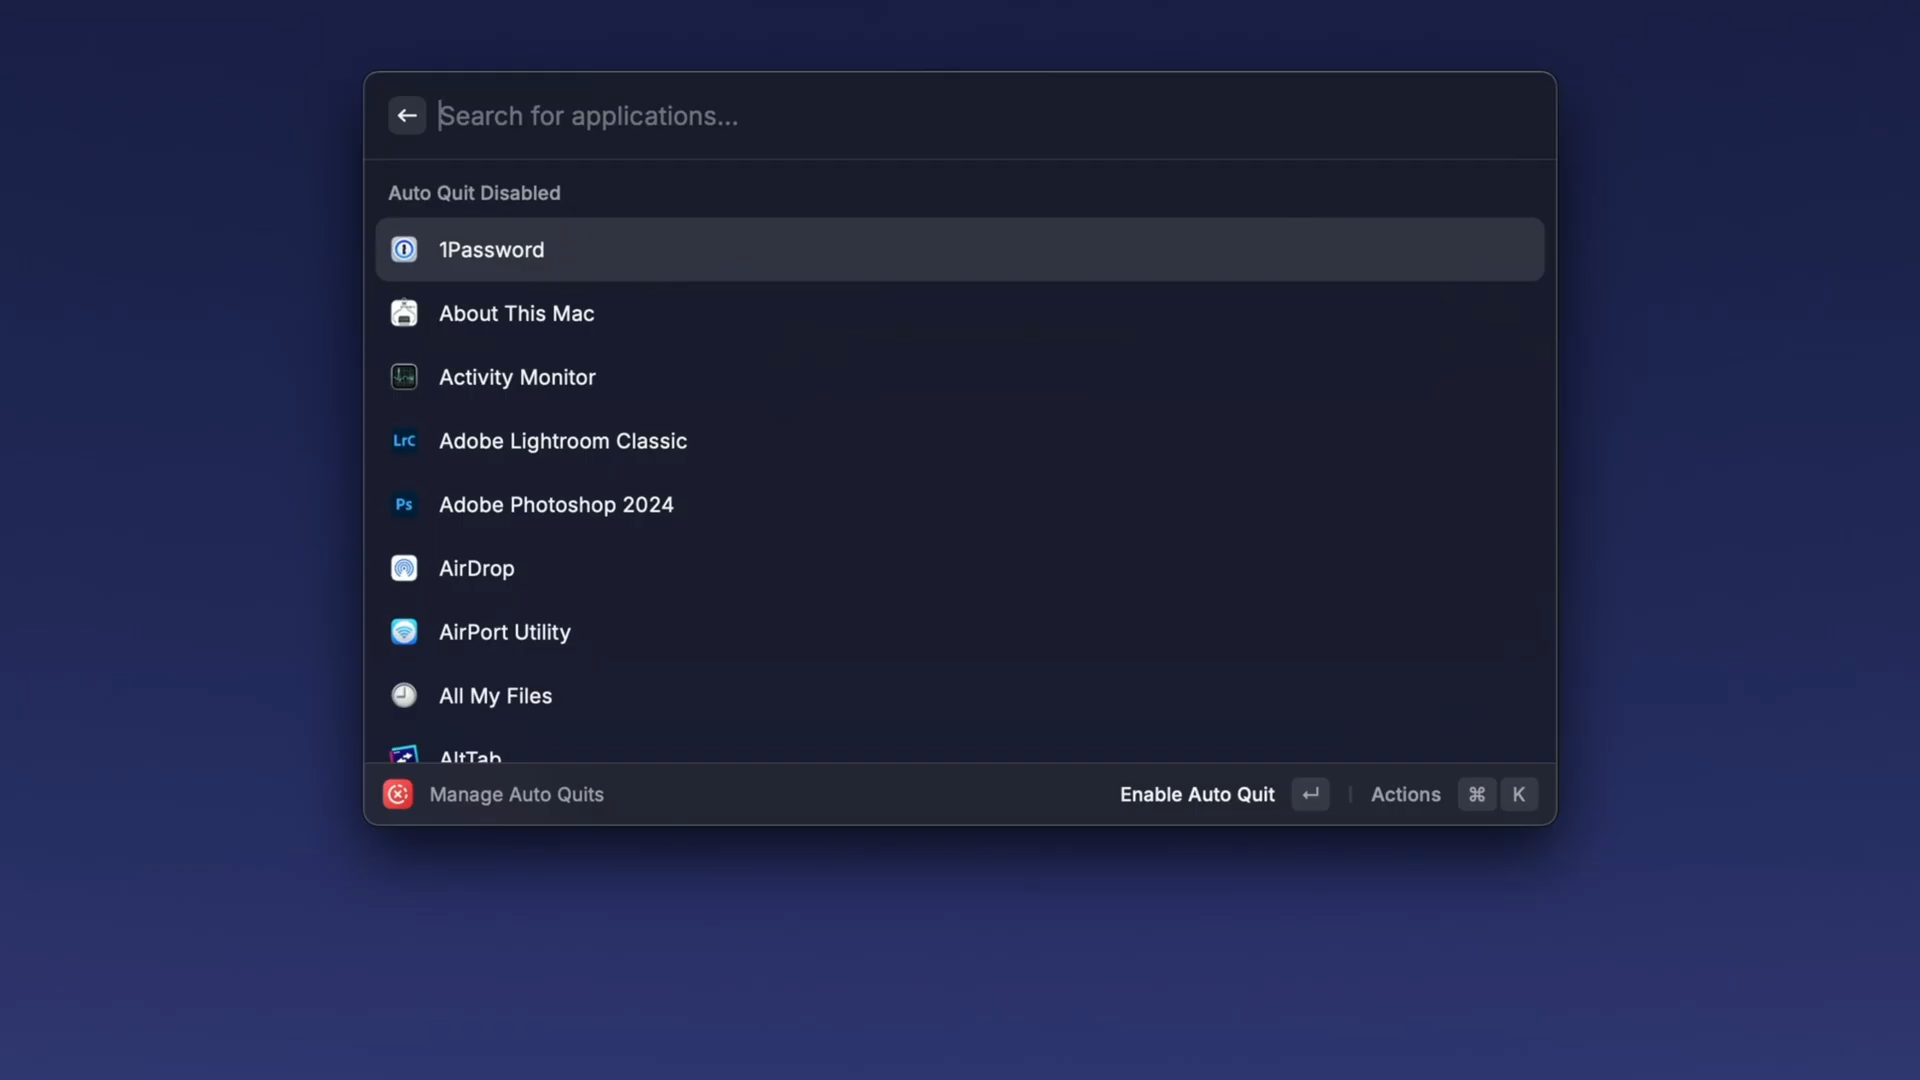 Search for applications...
Auto Quit Disabled
1Password
About This Mac
Activity Monitor
LrC Adobe Lightroom Classic
Ps Adobe Photoshop 2024
AirDrop
AirPort Utility
All My Files
AltTab
Manage Auto Quits Enable Auto Quit ↵ | Actions ⌘ K